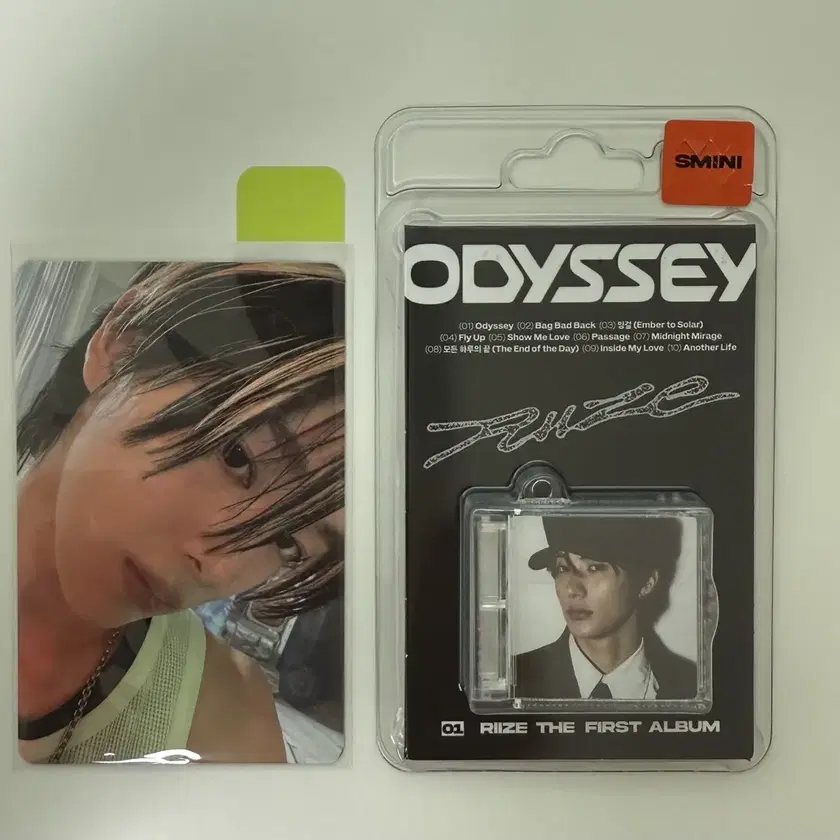 SMINI
ODYSSEY
(01) Odyssey (02) Bag Bad Back (03) 잉걸 (Ember to Solar)
(04) Fly Up (05) Show Me Love (06) Passage (07) Midnight Mirage
(08) 모든 하루의 끝 (The End of the Day) (09) Inside My Love (10) Another Life
RIIZE
01 RIIZE THE FIRST ALBUM